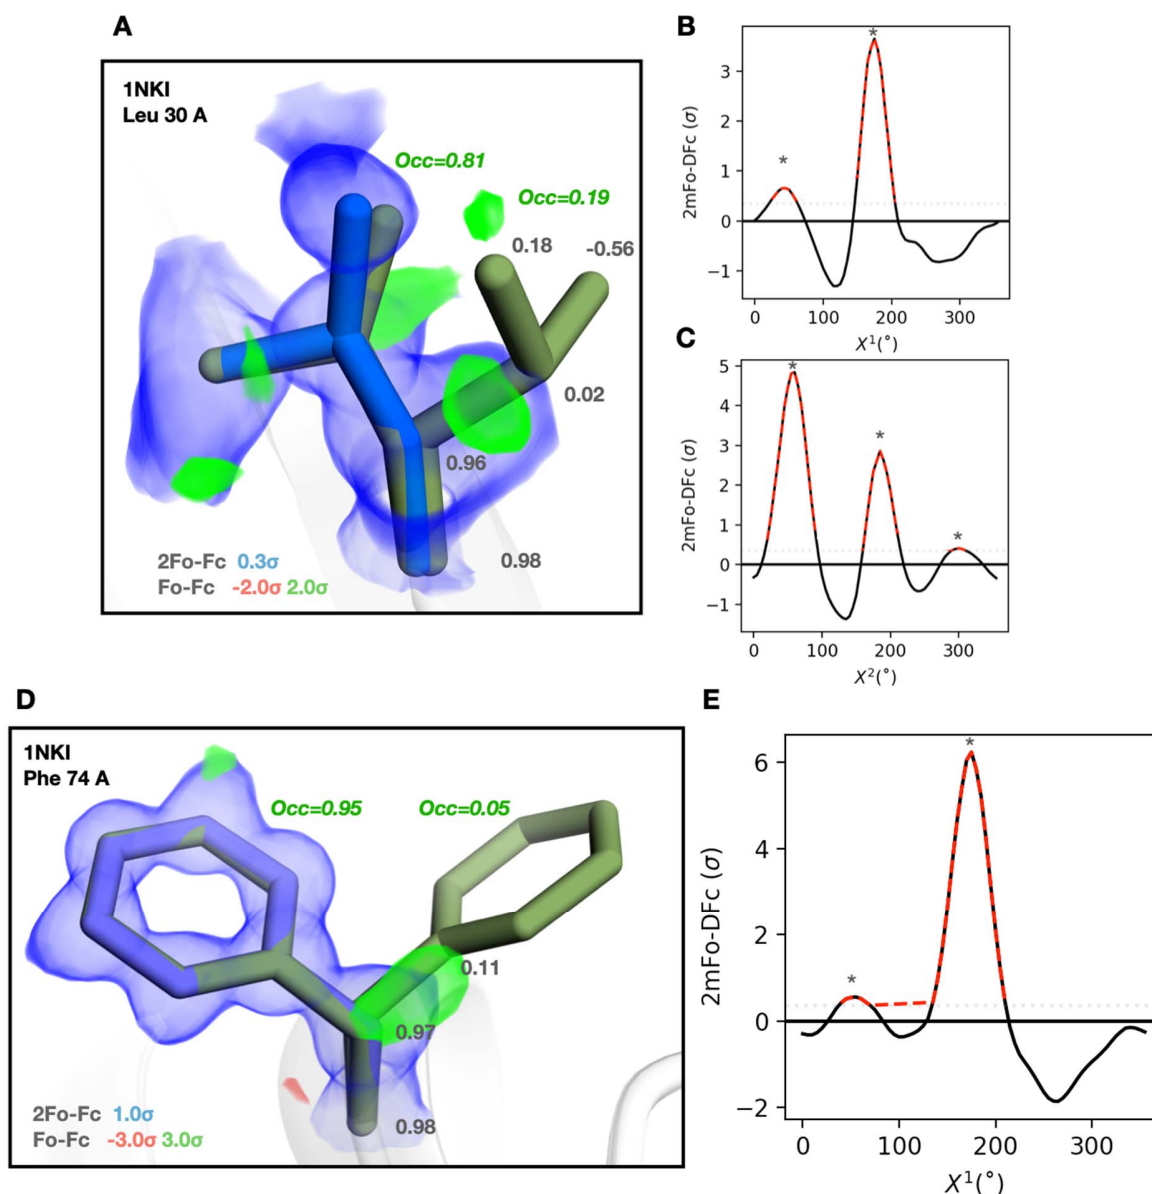 A
1NKI
Leu 30 A
Occ=0.81
Occ=0.19
0.18
-0.56
0.02
0.96
0.98
2Fo-Fc 0.3σ
Fo-Fc -2.0σ 2.0σ
B
2mFo-DFc (σ)
3
2
1
0
−1
*
*
0 100 200 300
X¹(°)
C
2mFo-DFc (σ)
5
4
3
2
1
0
−1
*
*
*
0 100 200 300
X²(°)
D
1NKI
Phe 74 A
Occ=0.95
Occ=0.05
0.11
0.97
0.98
2Fo-Fc 1.0σ
Fo-Fc -3.0σ 3.0σ
E
2mFo-DFc (σ)
6
4
2
0
−2
*
*
0 100 200 300
X¹(°)